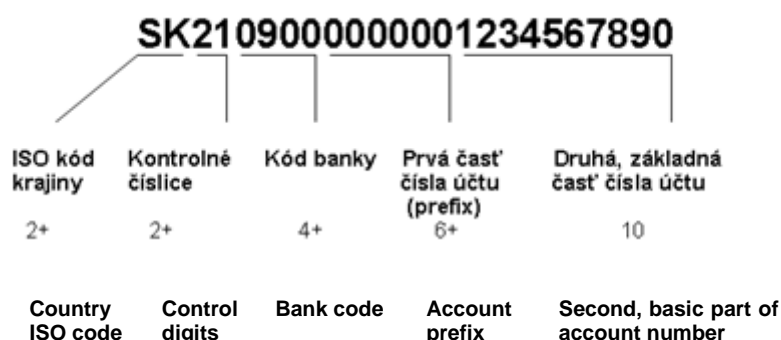 SK2109000000001234567890
ISO kód krajiny
Kontrolné číslice
Kód banky
Prvá časť čísla účtu (prefix)
Druhá, základná časť čísla účtu
2+
2+
4+
6+
10
Country ISO code
Control digits
Bank code
Account prefix
Second, basic part of account number